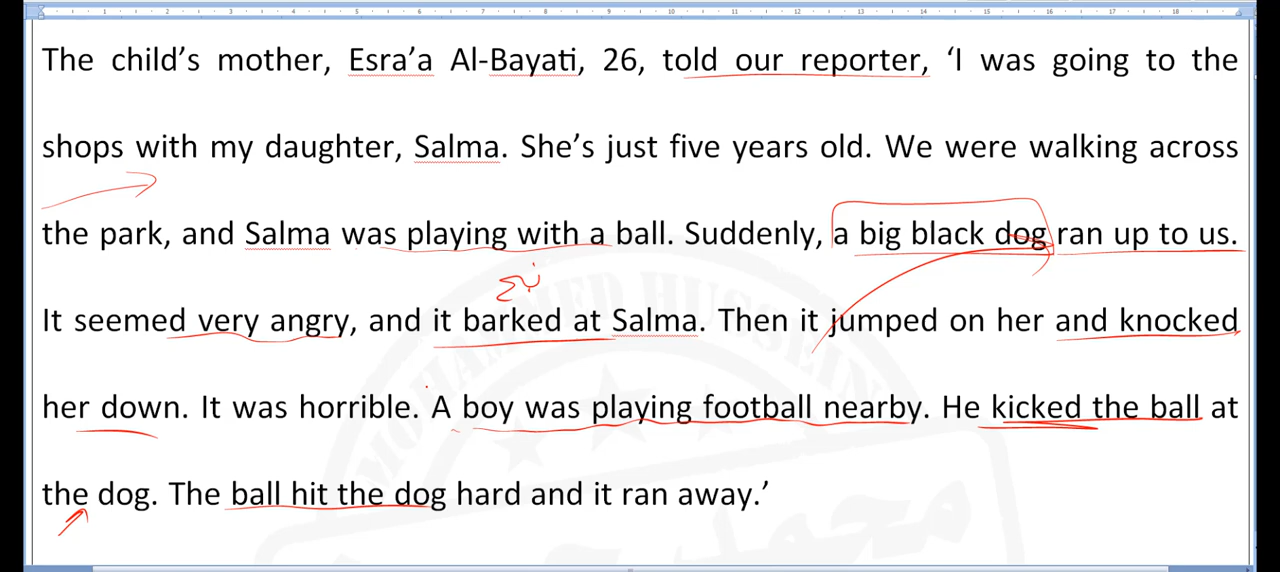 The child’s mother, Esra’a Al-Bayati, 26, told our reporter, ‘I was going to the
shops with my daughter, Salma. She’s just five years old. We were walking across
the park, and Salma was playing with a ball. Suddenly, a big black dog ran up to us.
It seemed very angry, and it barked at Salma. Then it jumped on her and knocked
her down. It was horrible. A boy was playing football nearby. He kicked the ball at
the dog. The ball hit the dog hard and it ran away.’